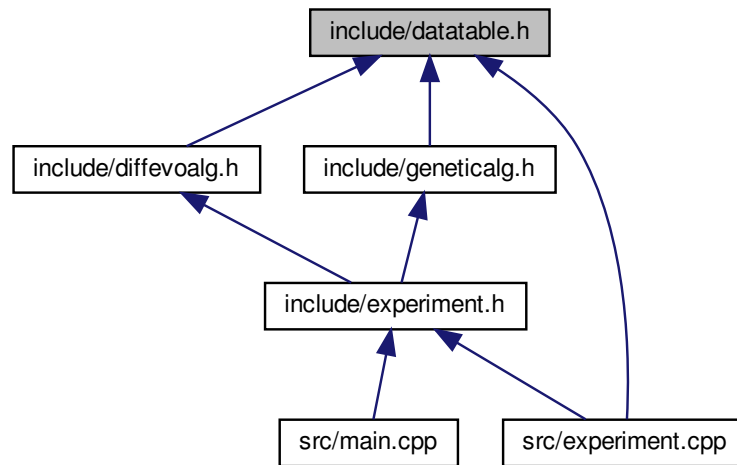 include/datatable.h
include/diffevoalg.h
include/geneticalg.h
include/experiment.h
src/main.cpp
src/experiment.cpp